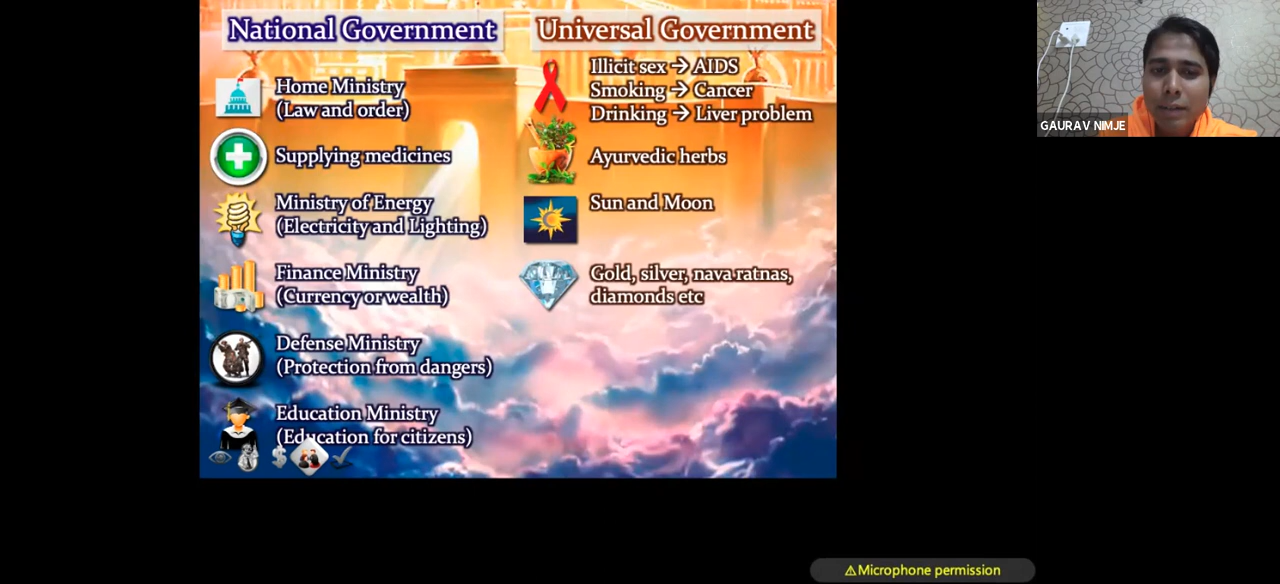 National Government
Universal Government
Home Ministry
(Law and order)
Illicit sex → AIDS
Smoking → Cancer
Drinking → Liver problem
Supplying medicines
Ayurvedic herbs
Ministry of Energy
(Electricity and Lighting)
Sun and Moon
Finance Ministry
(Currency or wealth)
Gold, silver, nava ratnas,
diamonds etc
Defense Ministry
(Protection from dangers)
Education Ministry
(Education for citizens)
GAURAV NIMJE
⚠Microphone permission